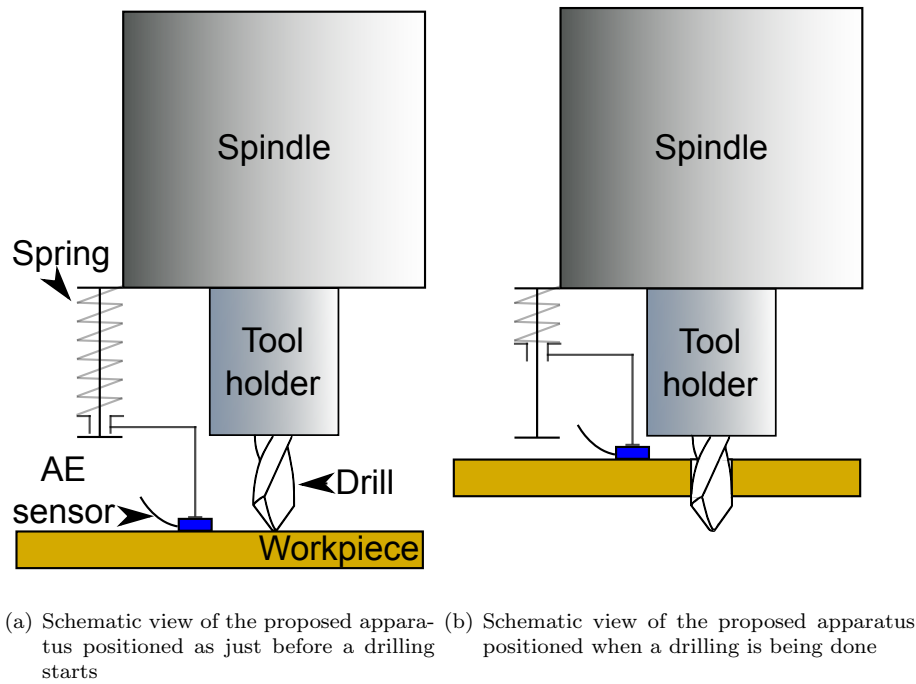 Spindle
Spring
Tool
holder
AE
sensor
Drill
Workpiece
Spindle
Tool
holder
(a) Schematic view of the proposed appara-
tus positioned as just before a drilling
starts
(b) Schematic view of the proposed apparatus
positioned when a drilling is being done